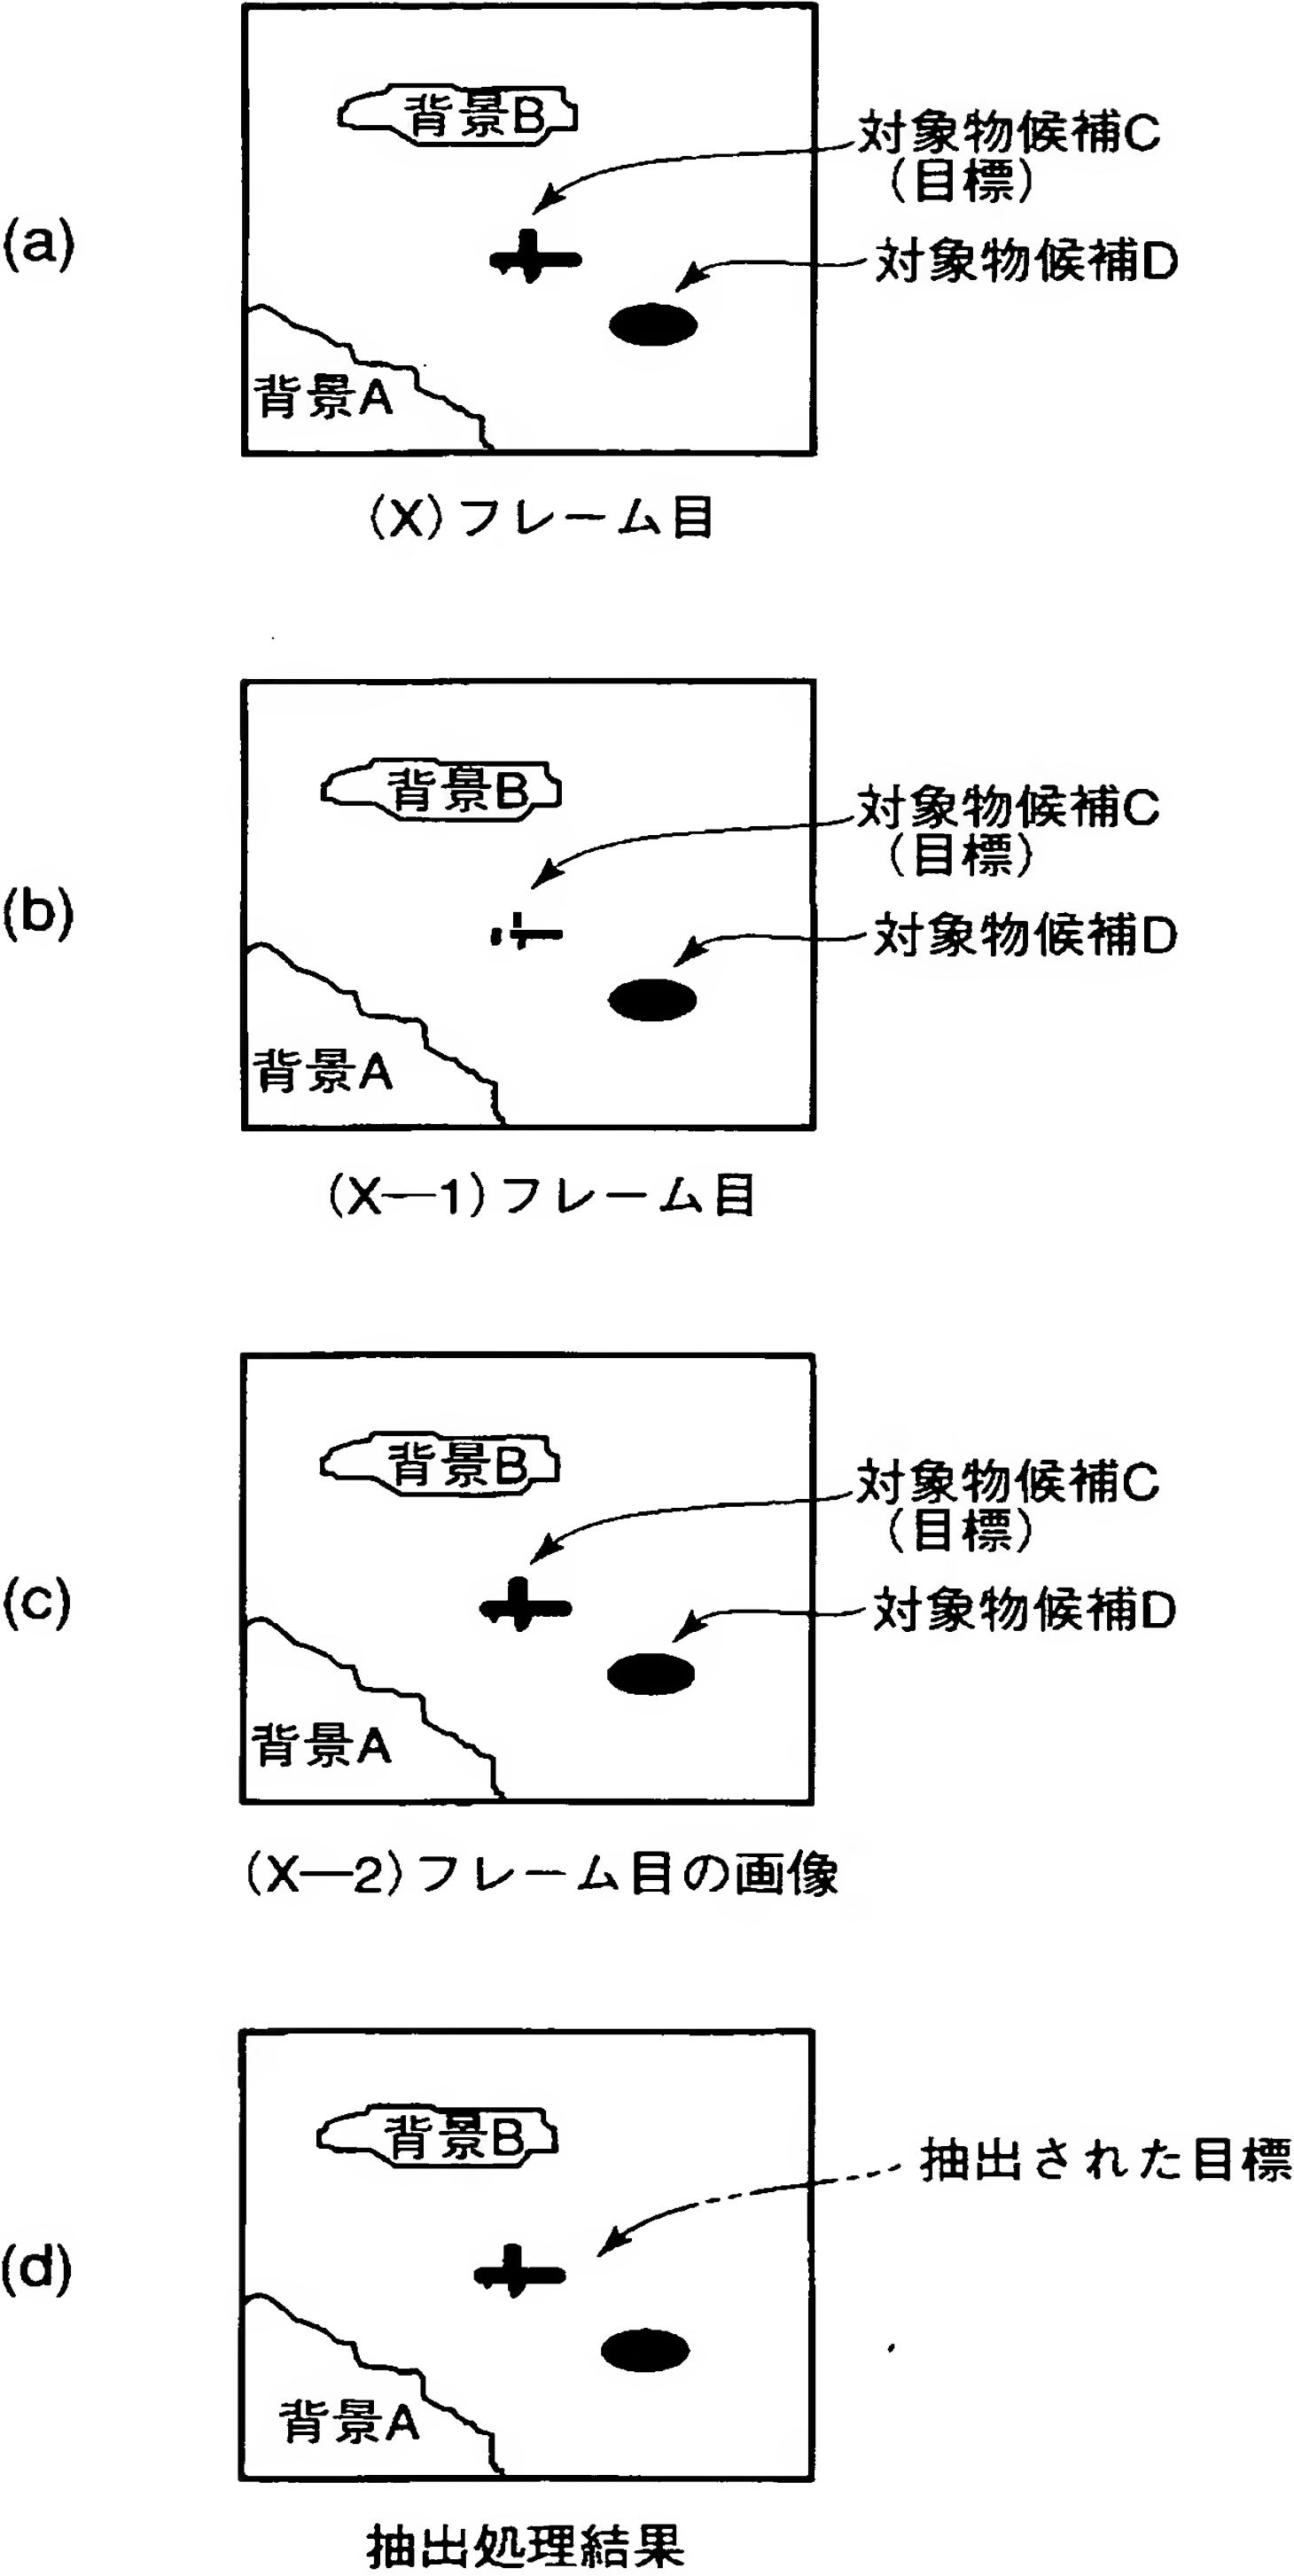 (a)
背景B
対象物候補C
(目標)
対象物候補D
背景A
(X)フレーム目
(b)
背景B
対象物候補C
(目標)
対象物候補D
背景A
(X—1)フレーム目
(c)
背景B
対象物候補C
(目標)
対象物候補D
背景A
(X—2)フレーム目の画像
(d)
背景B
抽出された目標
背景A
抽出処理結果